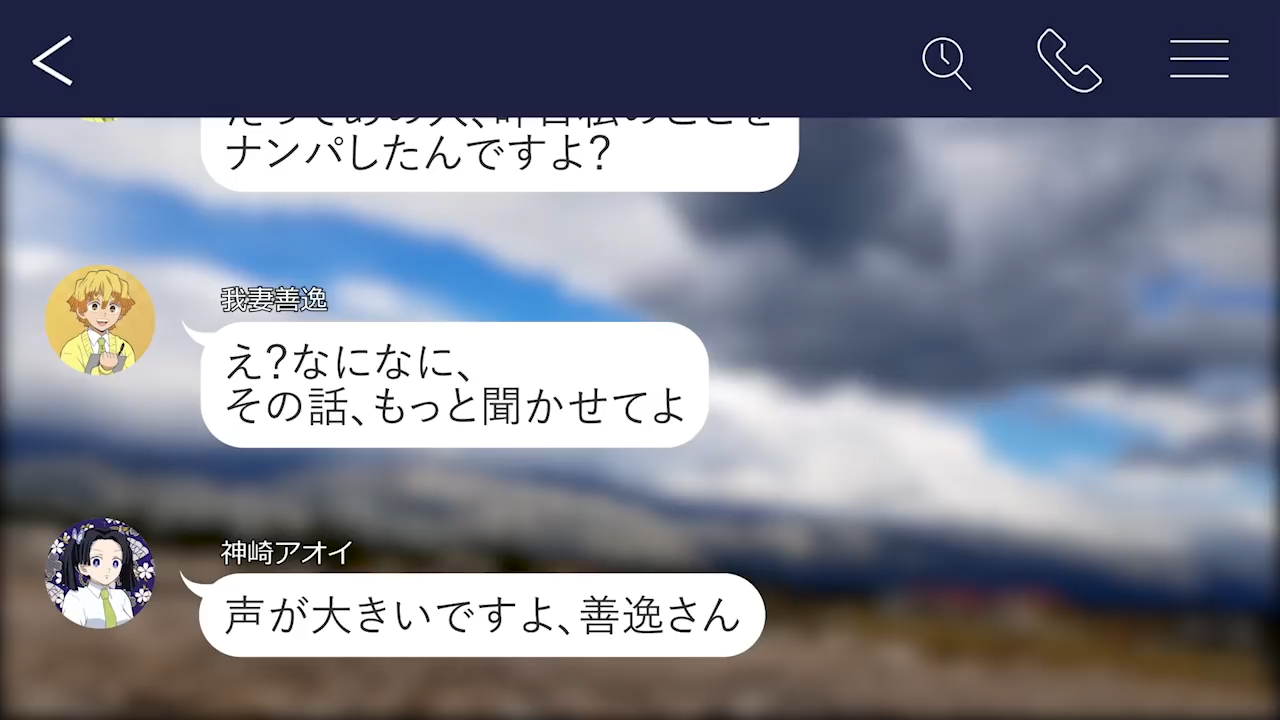 ナンパしたんですよ?
我妻善逸
え?なになに、
その話、もっと聞かせてよ
神崎アオイ
声が大きいですよ、善逸さん